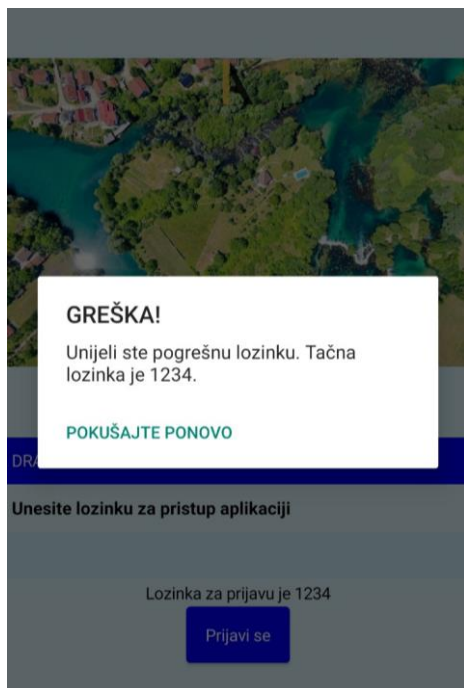 GREŠKA!
Unijeli ste pogrešnu lozinku. Tačna
lozinka je 1234.
POKUŠAJTE PONOVO
Unesite lozinku za pristup aplikaciji
Lozinka za prijavu je 1234
Prijavi se